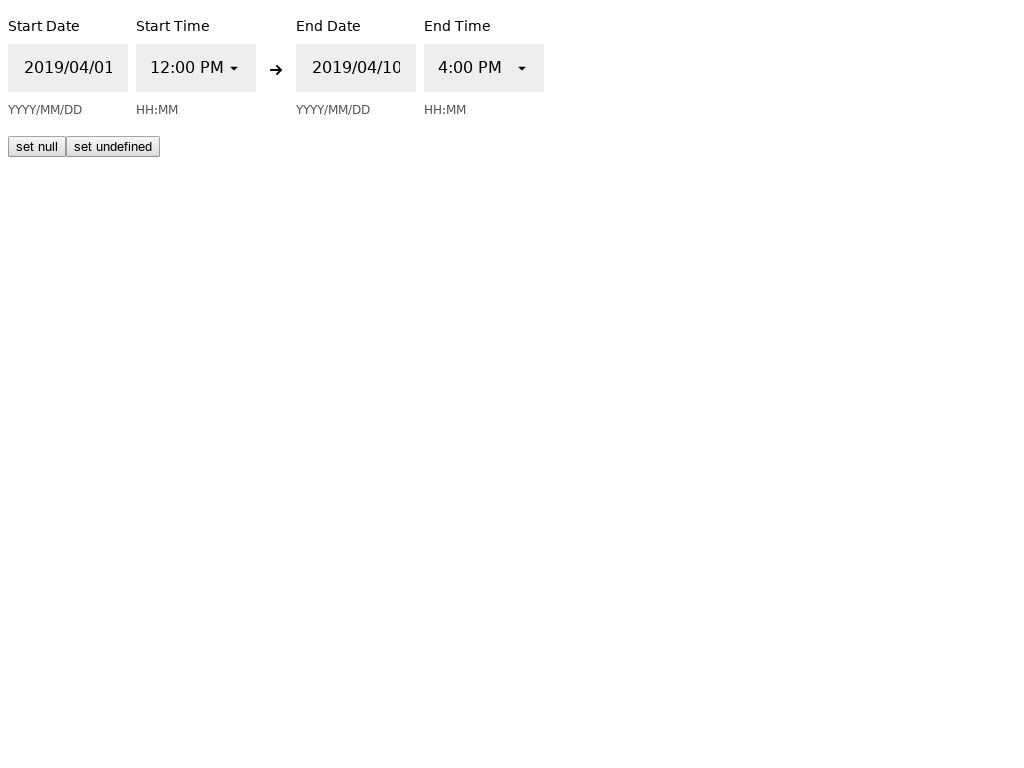 Start Date Start Time End Date End Time
2019/04/01 12:00 PM → 2019/04/10 4:00 PM
YYYY/MM/DD HH:MM YYYY/MM/DD HH:MM
set null set undefined